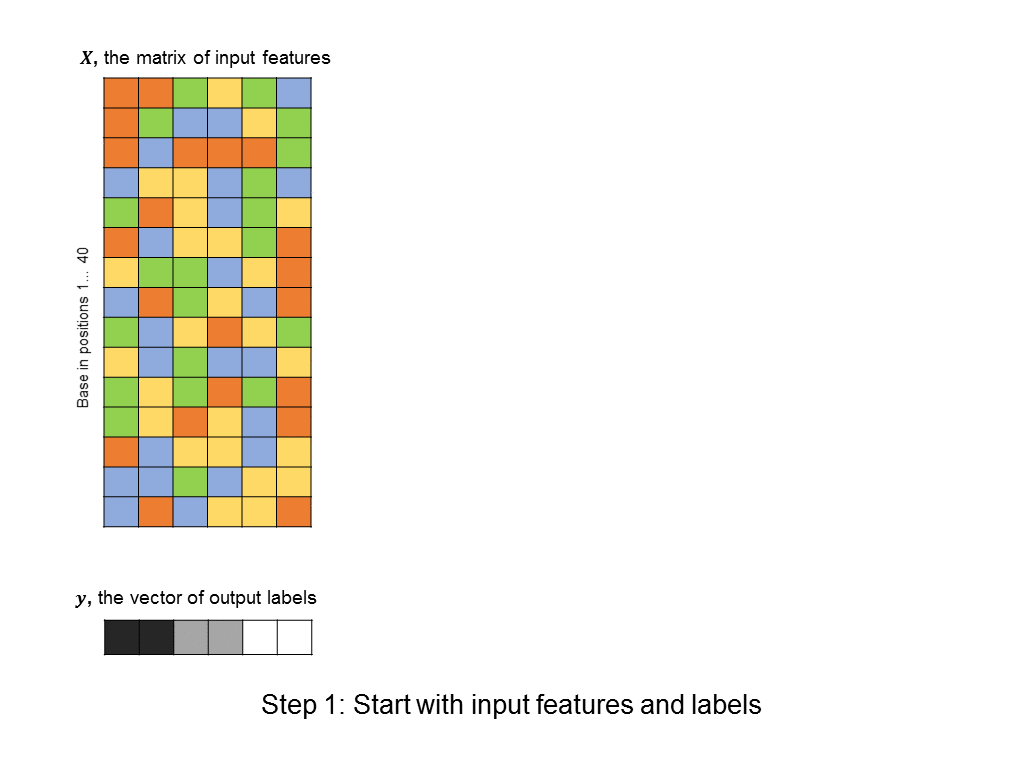 X, the matrix of input features
Base in positions 1... 40
y, the vector of output labels
Step 1: Start with input features and labels